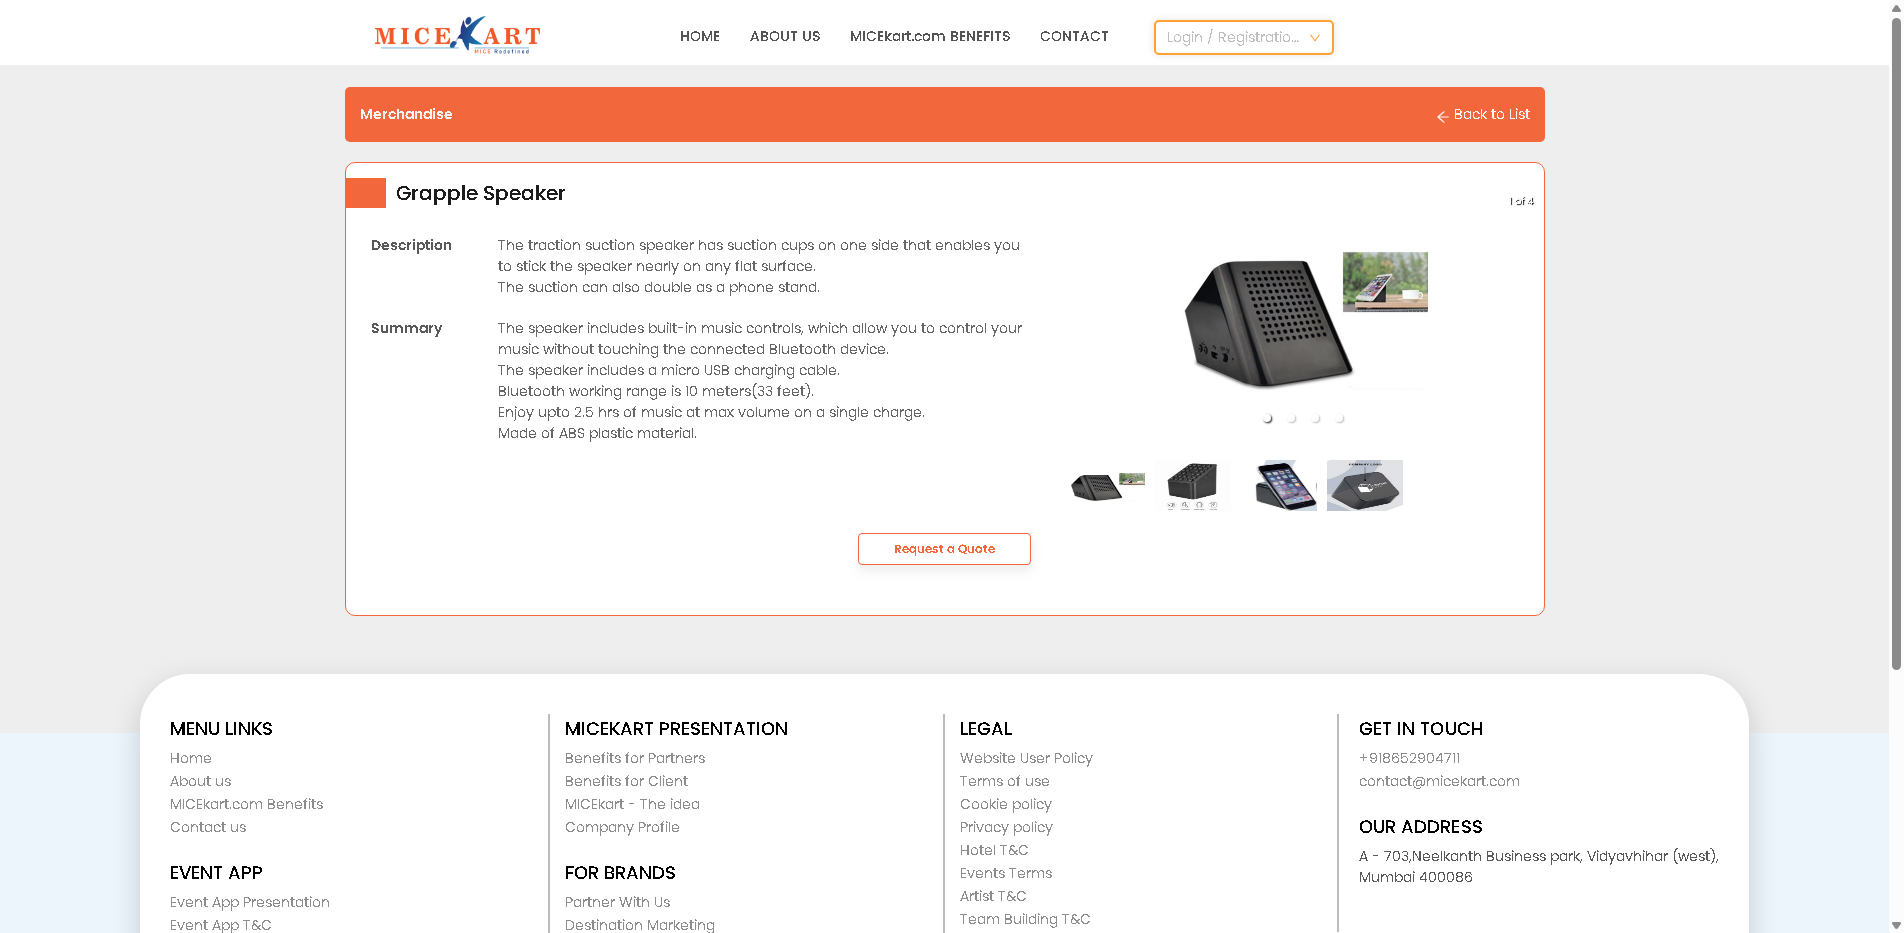 MICEKART
MICE Redefined
HOME
ABOUT US
MICEkart.com BENEFITS
CONTACT
Login / Registratio...
Merchandise
Back to List
Grapple Speaker
1 of 4
Description
The traction suction speaker has suction cups on one side that enables you
to stick the speaker nearly on any flat surface.
The suction can also double as a phone stand.
Summary
The speaker includes built-in music controls, which allow you to control your
music without touching the connected Bluetooth device.
The speaker includes a micro USB charging cable.
Bluetooth working range is 10 meters(33 feet).
Enjoy upto 2.5 hrs of music at max volume on a single charge.
Made of ABS plastic material.
Request a Quote
MENU LINKS
Home
About us
MICEkart.com Benefits
Contact us
EVENT APP
Event App Presentation
Event App T&C
MICEKART PRESENTATION
Benefits for Partners
Benefits for Client
MICEkart - The idea
Company Profile
FOR BRANDS
Partner With Us
Destination Marketing
LEGAL
Website User Policy
Terms of use
Cookie policy
Privacy policy
Hotel T&C
Events Terms
Artist T&C
Team Building T&C
GET IN TOUCH
+918652904711
contact@micekart.com
OUR ADDRESS
A - 703,Neelkanth Business park, Vidyavhihar (west),
Mumbai 400086